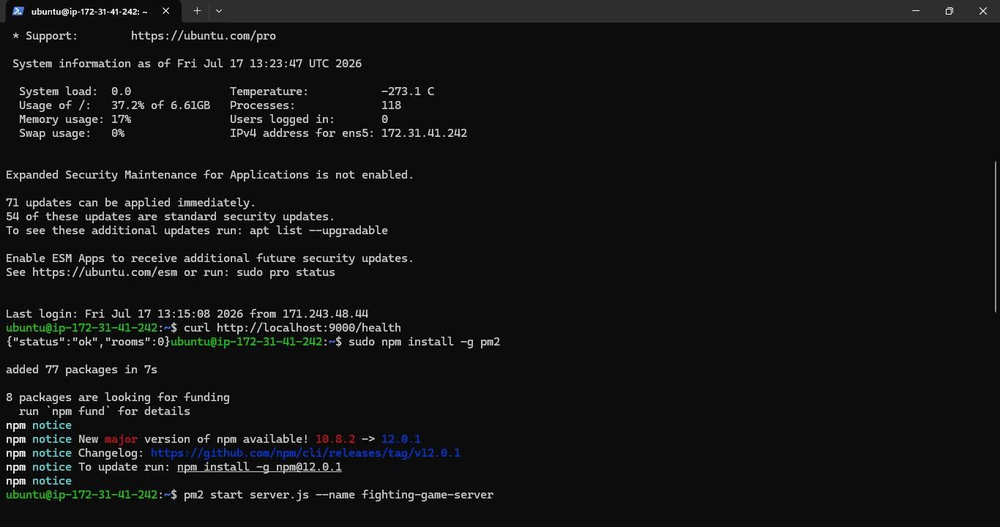 ubuntu@ip-172-31-41-242: ~
* Support:        https://ubuntu.com/pro
System information as of Fri Jul 17 13:23:47 UTC 2026
System load:  0.0               Temperature:           -273.1 C
Usage of /:   37.2% of 6.61GB   Processes:             118
Memory usage: 17%               Users logged in:       0
Swap usage:   0%                IPv4 address for ens5: 172.31.41.242
Expanded Security Maintenance for Applications is not enabled.
71 updates can be applied immediately.
54 of these updates are standard security updates.
To see these additional updates run: apt list --upgradable
Enable ESM Apps to receive additional future security updates.
See https://ubuntu.com/esm or run: sudo pro status
Last login: Fri Jul 17 13:15:08 2026 from 171.243.48.44
ubuntu@ip-172-31-41-242:~$ curl http://localhost:9000/health
{"status":"ok","rooms":0}ubuntu@ip-172-31-41-242:~$ sudo npm install -g pm2
added 77 packages in 7s
8 packages are looking for funding
  run `npm fund` for details
npm notice
npm notice New major version of npm available! 10.8.2 -> 12.0.1
npm notice Changelog: https://github.com/npm/cli/releases/tag/v12.0.1
npm notice To update run: npm install -g npm@12.0.1
npm notice
ubuntu@ip-172-31-41-242:~$ pm2 start server.js --name fighting-game-server